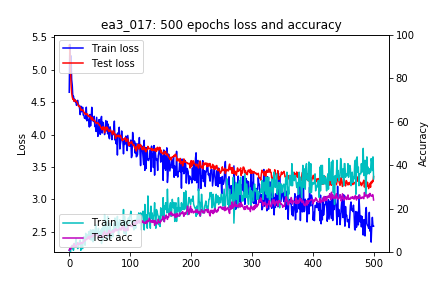 ea3_017: 500 epochs loss and accuracy
5.5
5.0
4.5
4.0
3.5
3.0
2.5
Loss
Train loss
Test loss
Train acc
Test acc
100
80
60
40
20
0
Accuracy
0 100 200 300 400 500